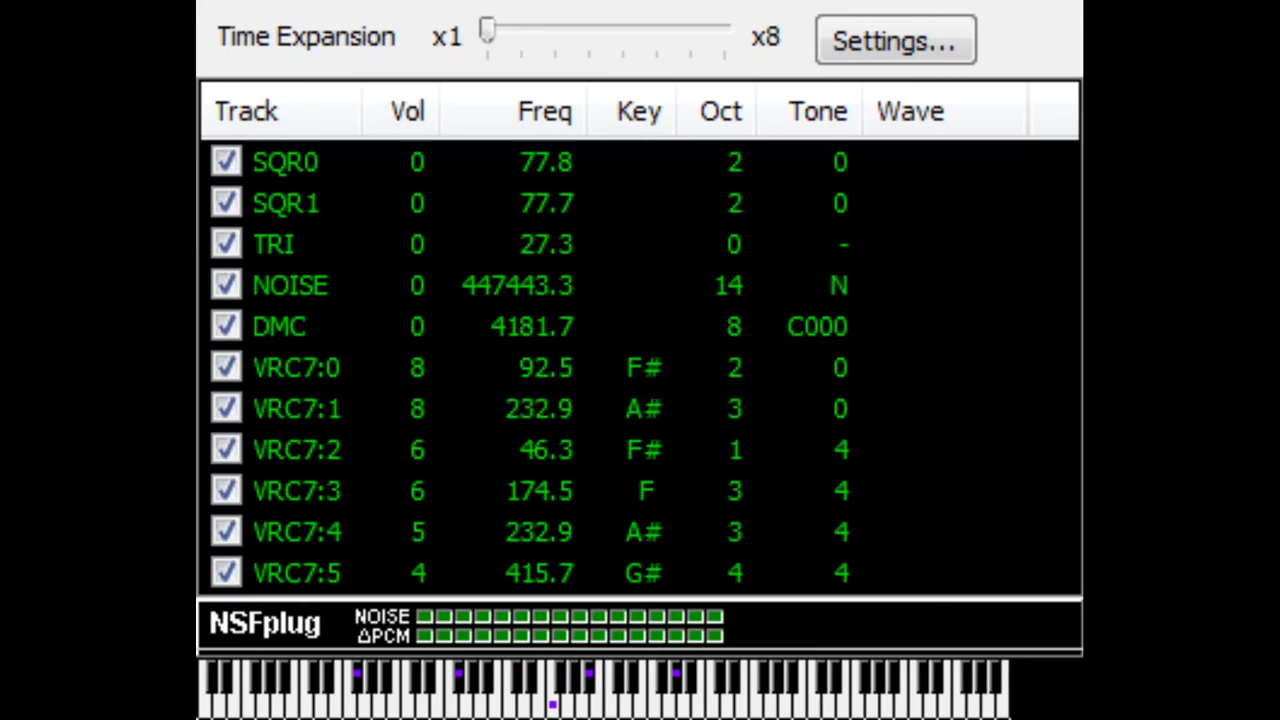 Time Expansion x1 x8 Settings...
Track Vol Freq Key Oct Tone Wave
SQR0 0 77.8 2 0
SQR1 0 77.7 2 0
TRI 0 27.3 0 -
NOISE 0 447443.3 14 N
DMC 0 4181.7 8 C000
VRC7:0 8 92.5 F# 2 0
VRC7:1 8 232.9 A# 3 0
VRC7:2 6 46.3 F# 1 4
VRC7:3 6 174.5 F 3 4
VRC7:4 5 232.9 A# 3 4
VRC7:5 4 415.7 G# 4 4
NSFplug NOISE
ΔPCM